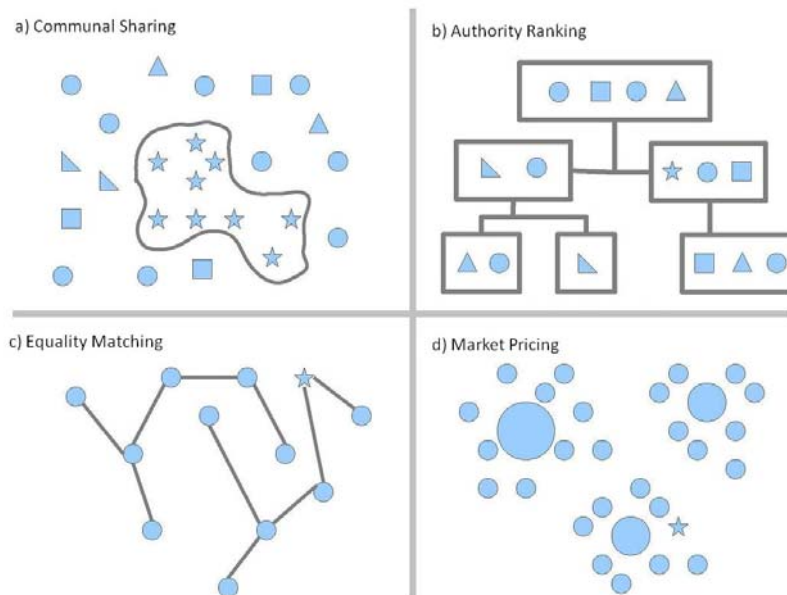 a) Communal Sharing
b) Authority Ranking
c) Equality Matching
d) Market Pricing